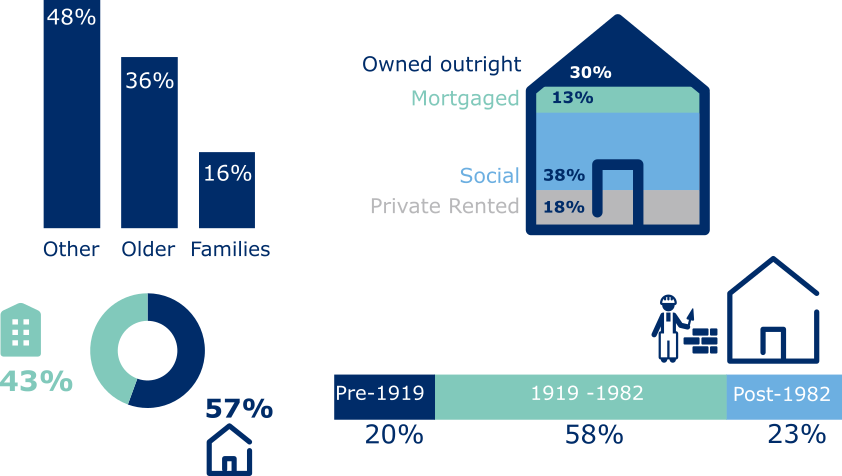 48%
36%
16%
Other Older Families
Owned outright 30%
Mortgaged 13%
Social 38%
Private Rented 18%
43%
57%
Pre-1919 1919 -1982 Post-1982
20% 58% 23%